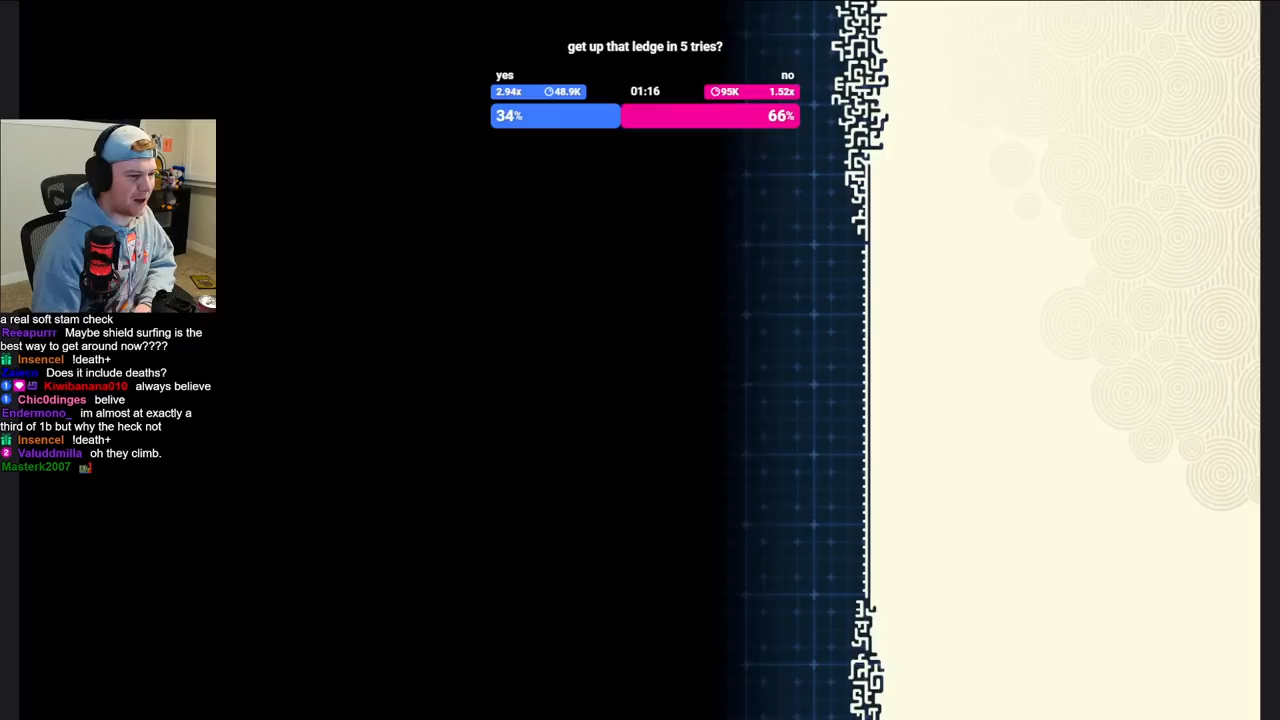 get up that ledge in 5 tries?
yes no
2.94x 48.9K 01:16 95K 1.52x
34% 66%
a real soft stam check
Reeapurrr Maybe shield surfing is the
best way to get around now????
Insencel !death+
Does it include deaths?
1 Kiwibanana010 always believe
1 Chic0dinges belive
Endermono_ im almost at exactly a
third of 1b but why the heck not
Insencel !death+
2 Valuddmilla oh they climb.
Masterk2007